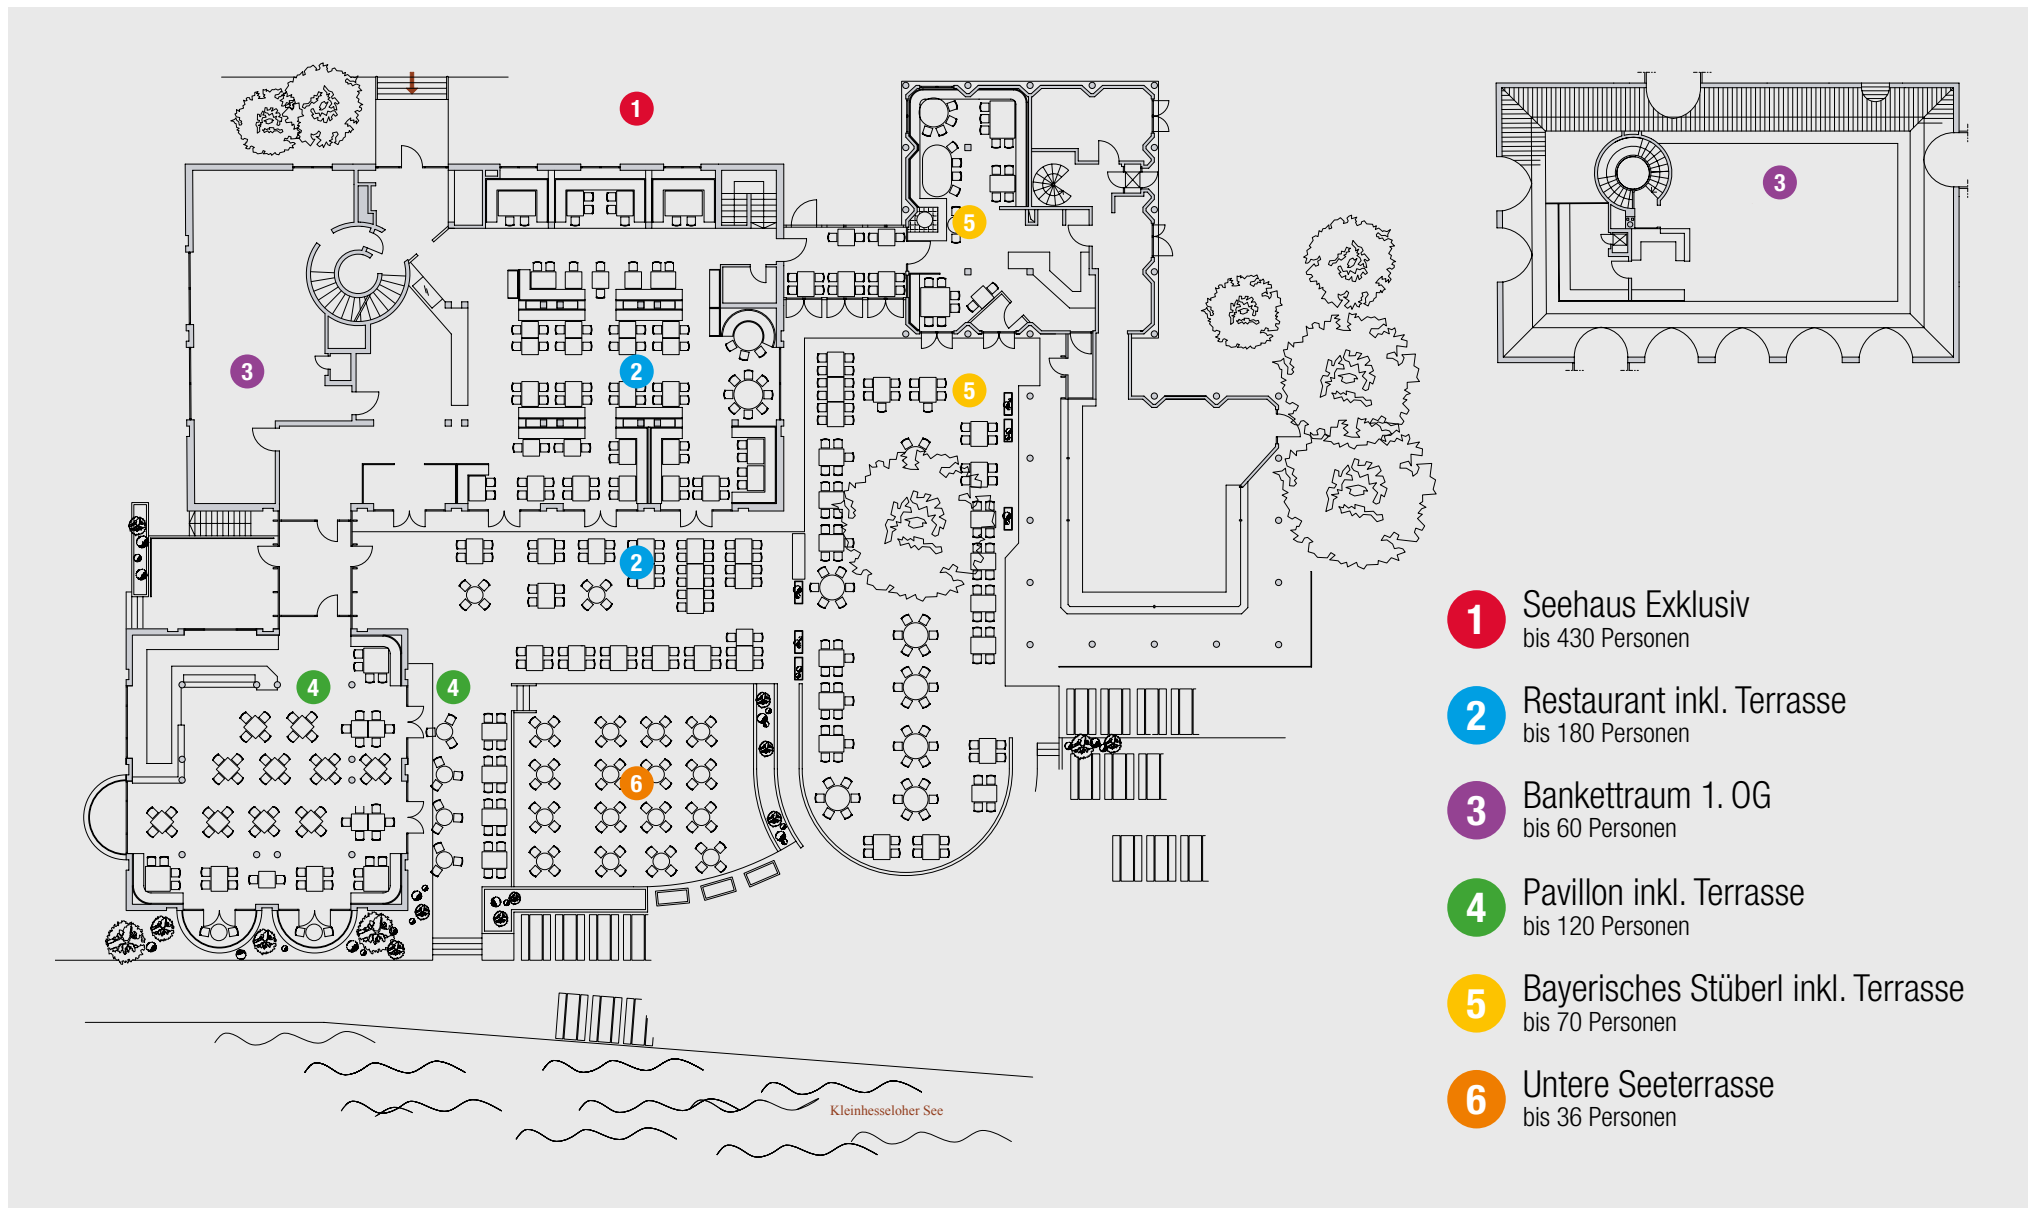 1
5
3
3
2
5
2
4
4
6
Kleinhesseloher See
1 Seehaus Exklusiv
bis 430 Personen
2 Restaurant inkl. Terrasse
bis 180 Personen
3 Bankettraum 1. OG
bis 60 Personen
4 Pavillon inkl. Terrasse
bis 120 Personen
5 Bayerisches Stüberl inkl. Terrasse
bis 70 Personen
6 Untere Seeterrasse
bis 36 Personen